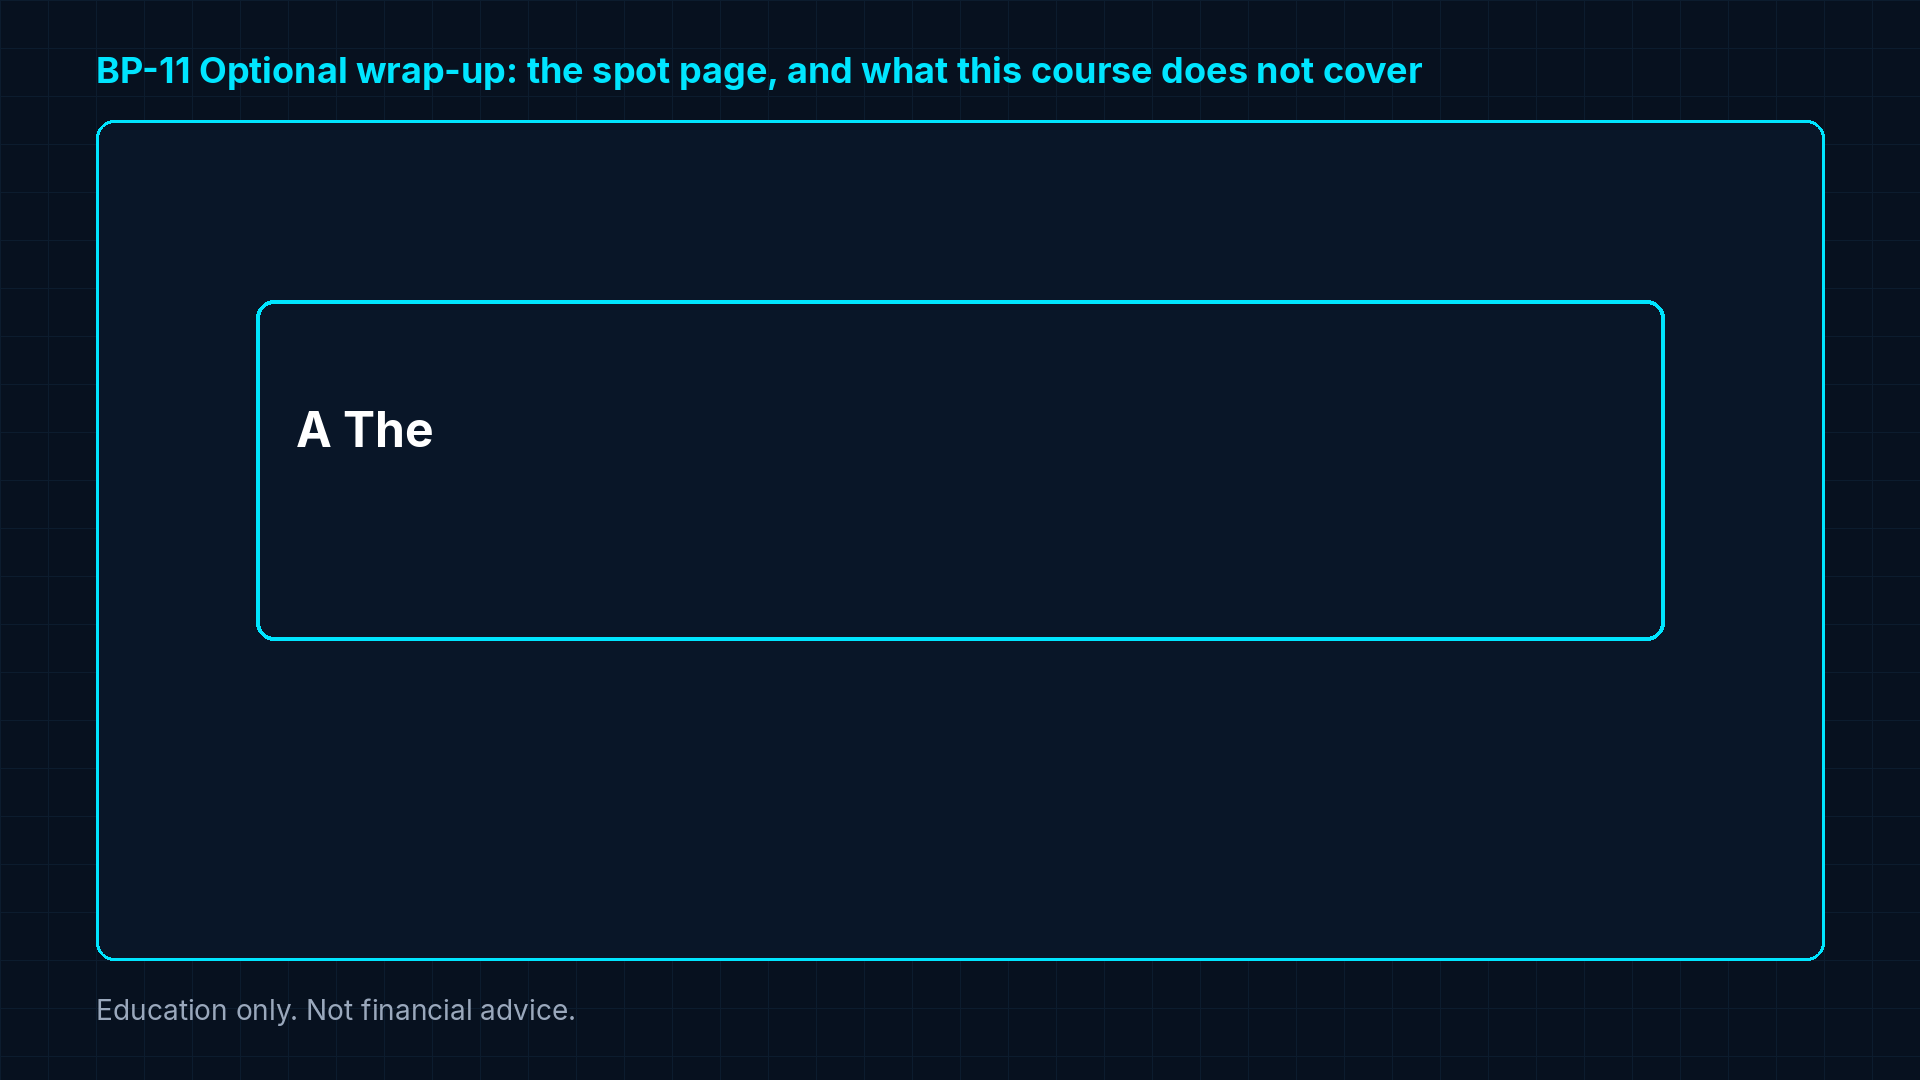 BP-11 Optional wrap-up: the spot page, and what this course does not cover
A The
Education only. Not financial advice.